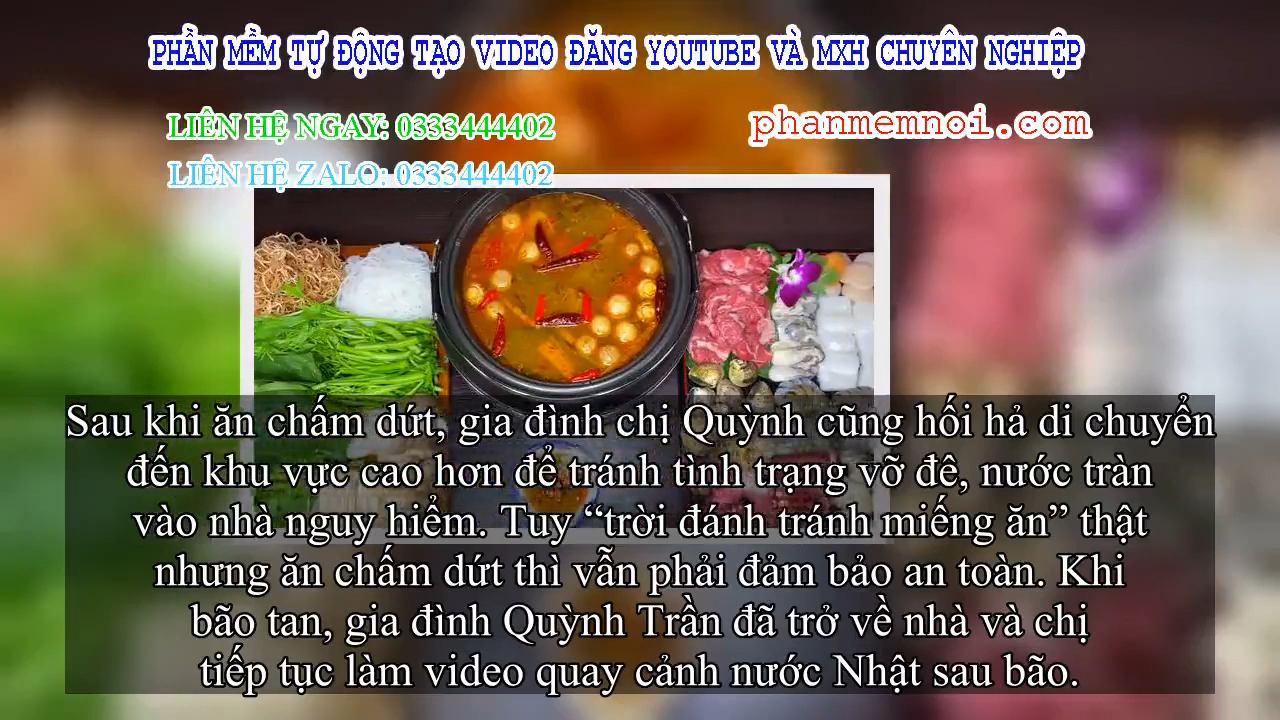 PHẦN MỀM TỰ ĐỘNG TẠO VIDEO ĐĂNG YOUTUBE VÀ MXH CHUYÊN NGHIỆP
LIÊN HỆ NGAY: 0333444402
phanmemnoi.com
LIÊN HỆ ZALO: 0333444402
Sau khi ăn chấm dứt, gia đình chị Quỳnh cũng hối hả di chuyển
đến khu vực cao hơn để tránh tình trạng vỡ đê, nước tràn
vào nhà nguy hiểm. Tuy “trời đánh tránh miếng ăn” thật
nhưng ăn chấm dứt thì vẫn phải đảm bảo an toàn. Khi
bão tan, gia đình Quỳnh Trần đã trở về nhà và chị
tiếp tục làm video quay cảnh nước Nhật sau bão.